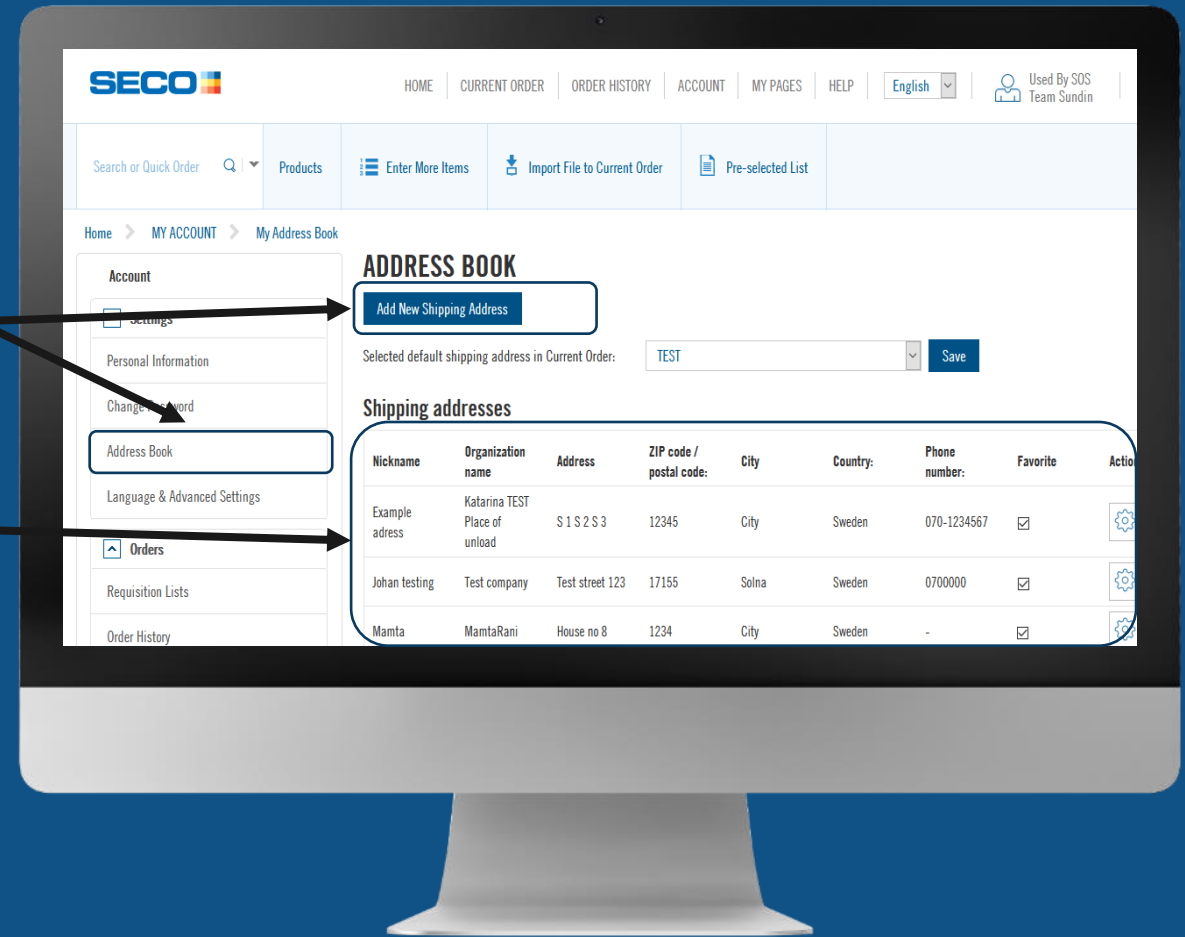 SECO
HOME CURRENT ORDER ORDER HISTORY ACCOUNT MY PAGES HELP English Used By SOS
Team Sundin
Search or Quick Order Products Enter More Items Import File to Current Order Pre-selected List
Home MY ACCOUNT My Address Book
Account
Settings
Personal Information
Change Password
Address Book
Language & Advanced Settings
Orders
Requisition Lists
Order History
ADDRESS BOOK
Add New Shipping Address
Selected default shipping address in Current Order: TEST Save
Shipping addresses
Nickname Organization name Address ZIP code / postal code: City Country: Phone number: Favorite Action
Example adress Katarina TEST Place of unload S 1 S 2 S 3 12345 City Sweden 070-1234567
Johan testing Test company Test street 123 17155 Solna Sweden 0700000
Mamta MamtaRani House no 8 1234 City Sweden -